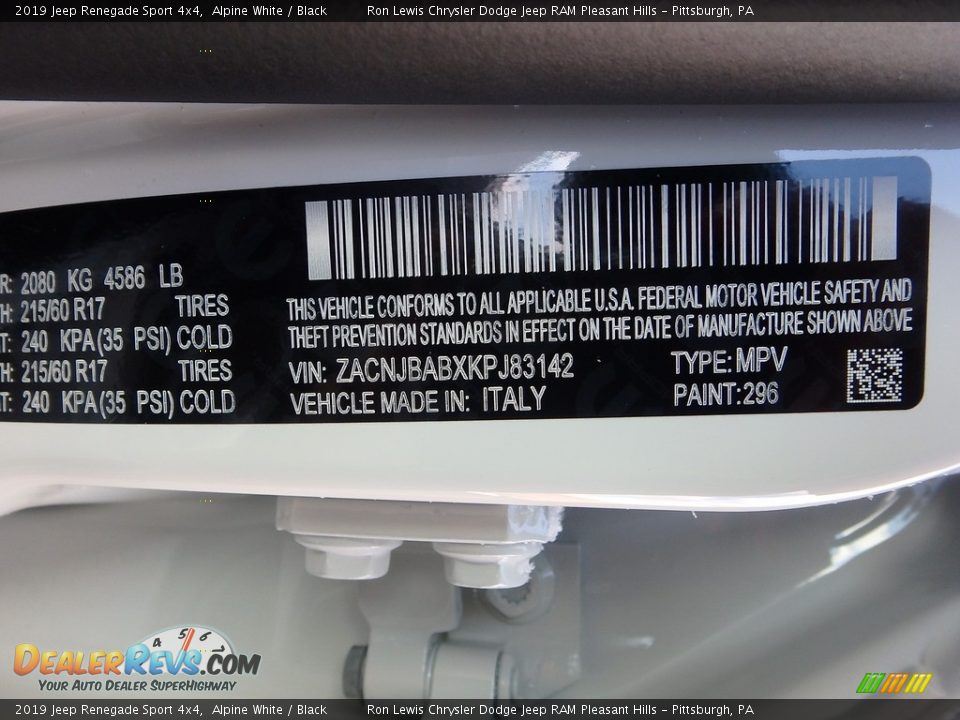 2019 Jeep Renegade Sport 4x4, Alpine White / Black Ron Lewis Chrysler Dodge Jeep RAM Pleasant Hills - Pittsburgh, PA
R: 2080 KG 4586 LB
H: 215/60 R17 TIRES
T: 240 KPA(35 PSI) COLD
H: 215/60 R17 TIRES
T: 240 KPA(35 PSI) COLD
THIS VEHICLE CONFORMS TO ALL APPLICABLE U.S.A. FEDERAL MOTOR VEHICLE SAFETY AND
THEFT PREVENTION STANDARDS IN EFFECT ON THE DATE OF MANUFACTURE SHOWN ABOVE
VIN: ZACNJBABXKPJ83142 TYPE: MPV
VEHICLE MADE IN: ITALY PAINT: 296
4 5 6
DEALERREVS.COM
YOUR AUTO DEALER SUPERHIGHWAY
2019 Jeep Renegade Sport 4x4, Alpine White / Black Ron Lewis Chrysler Dodge Jeep RAM Pleasant Hills - Pittsburgh, PA